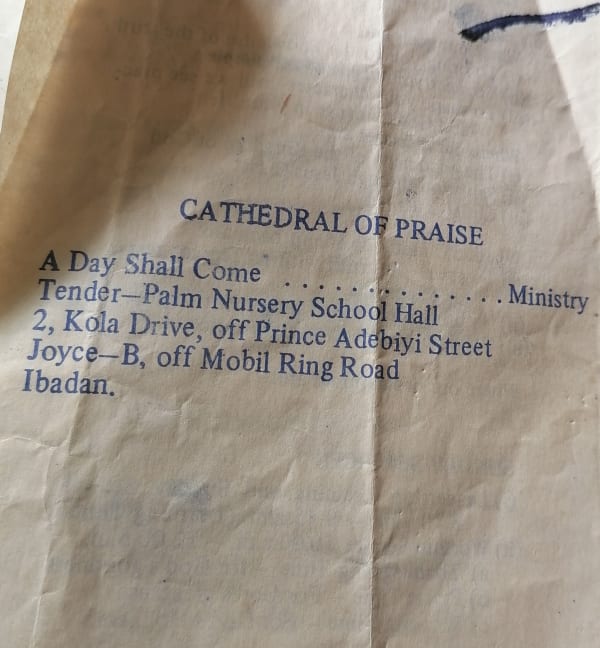 CATHEDRAL OF PRAISE
A Day Shall Come ..............Ministry
Tender—Palm Nursery School Hall
2, Kola Drive, off Prince Adebiyi Street
Joyce—B, off Mobil Ring Road
Ibadan.